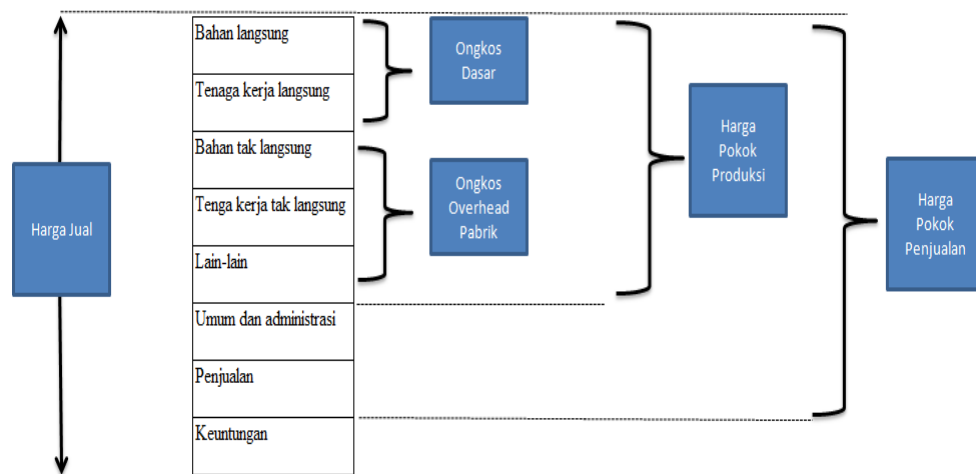 Bahan langsung
Tenaga kerja langsung
Bahan tak langsung
Tenga kerja tak langsung
Lain-lain
Umum dan administrasi
Penjualan
Keuntungan
Harga Jual
Ongkos
Dasar
Ongkos
Overhead
Pabrik
Harga
Pokok
Produksi
Harga
Pokok
Penjualan